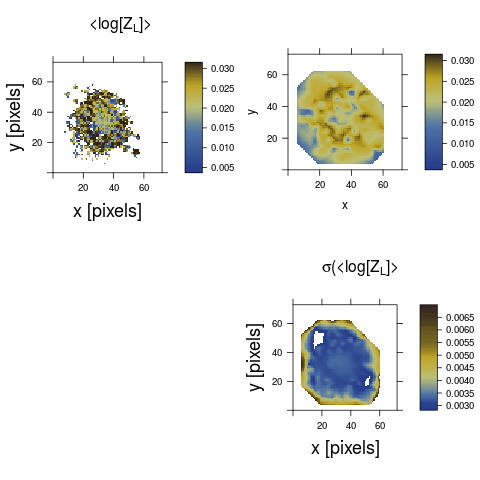 <log[Z_L]>
y [pixels]
60
40
20
20 40 60
x [pixels]
0.030
0.025
0.020
0.015
0.010
0.005
y
60
40
20
20 40 60
x
0.030
0.025
0.020
0.015
0.010
0.005
σ(<log[Z_L]>
y [pixels]
60
40
20
20 40 60
x [pixels]
0.0065
0.0060
0.0055
0.0050
0.0045
0.0040
0.0035
0.0030